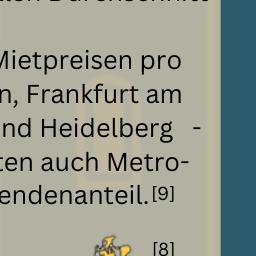 Mietpreisen pro
n, Frankfurt am
nd Heidelberg -
ten auch Metro-
endenanteil.[9]
[8]